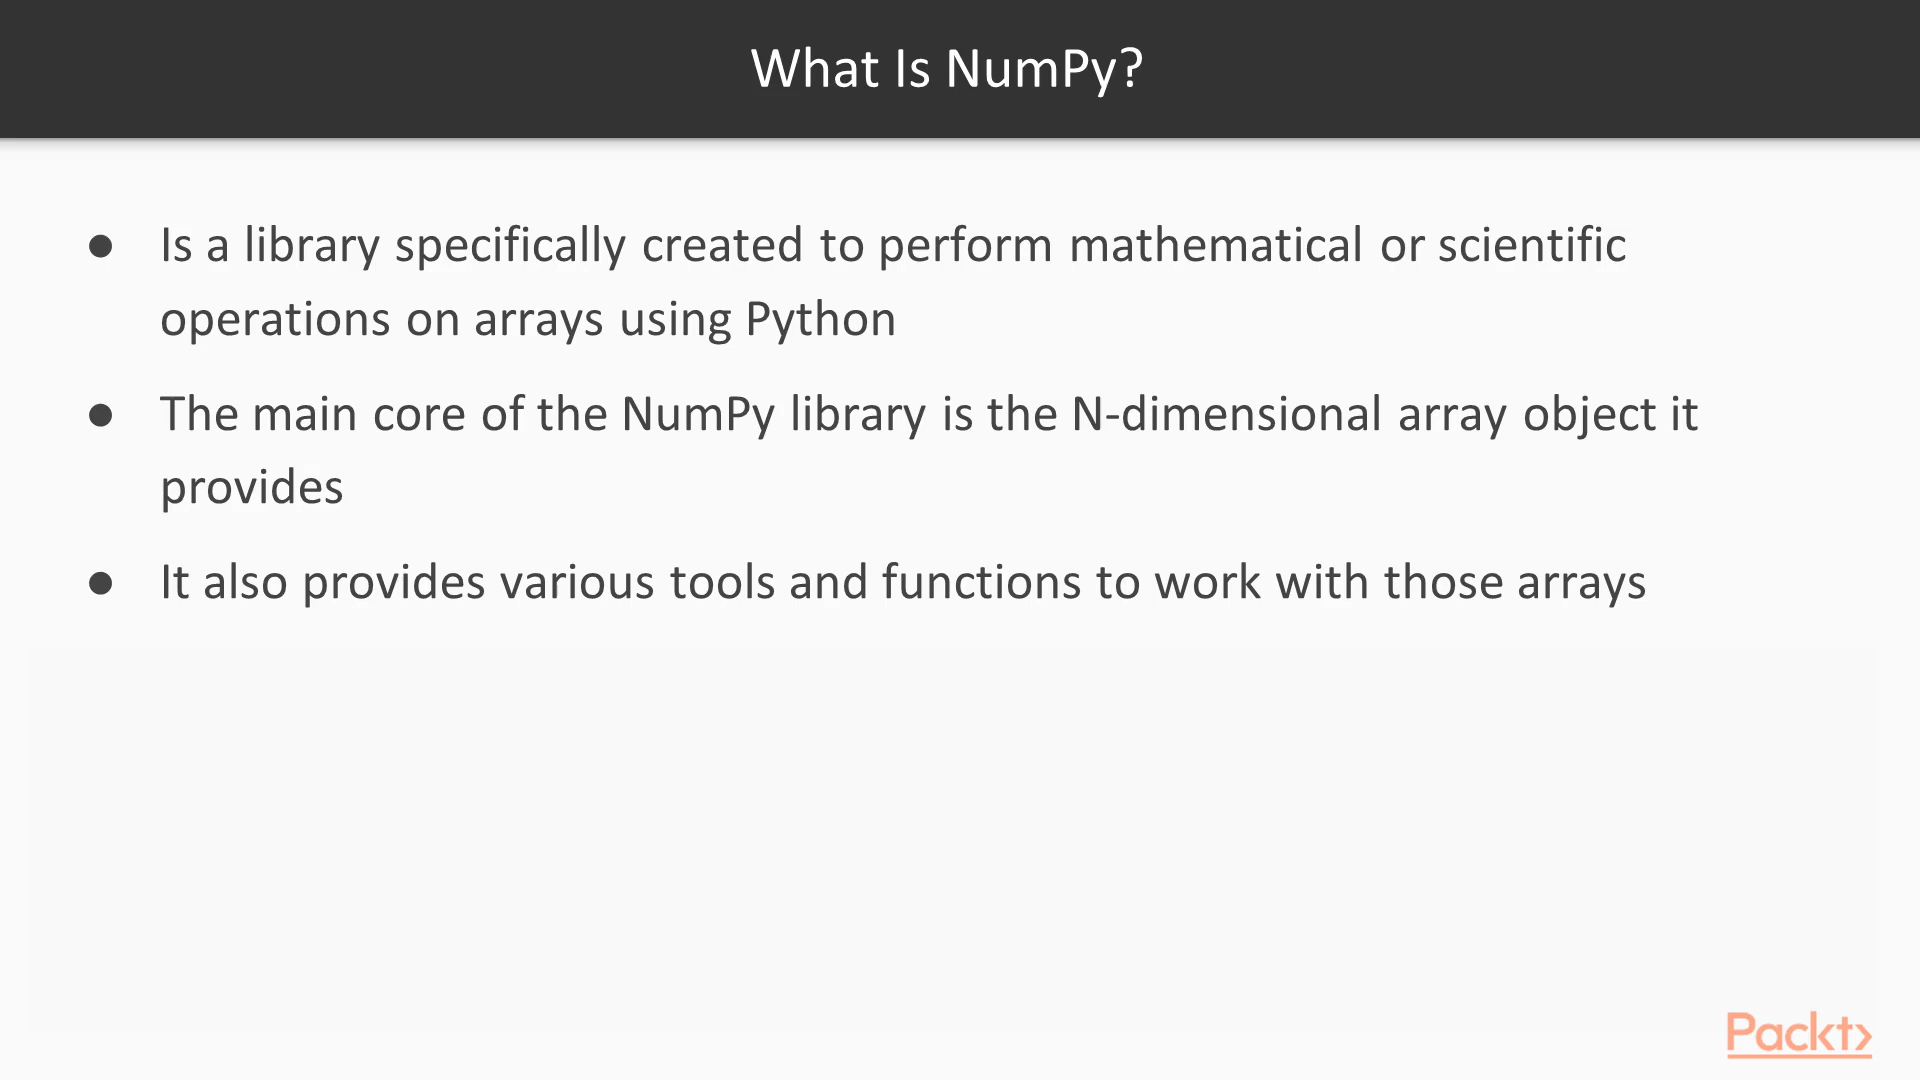 What Is NumPy?
● Is a library specifically created to perform mathematical or scientific
operations on arrays using Python
● The main core of the NumPy library is the N-dimensional array object it
provides
● It also provides various tools and functions to work with those arrays
Packt>